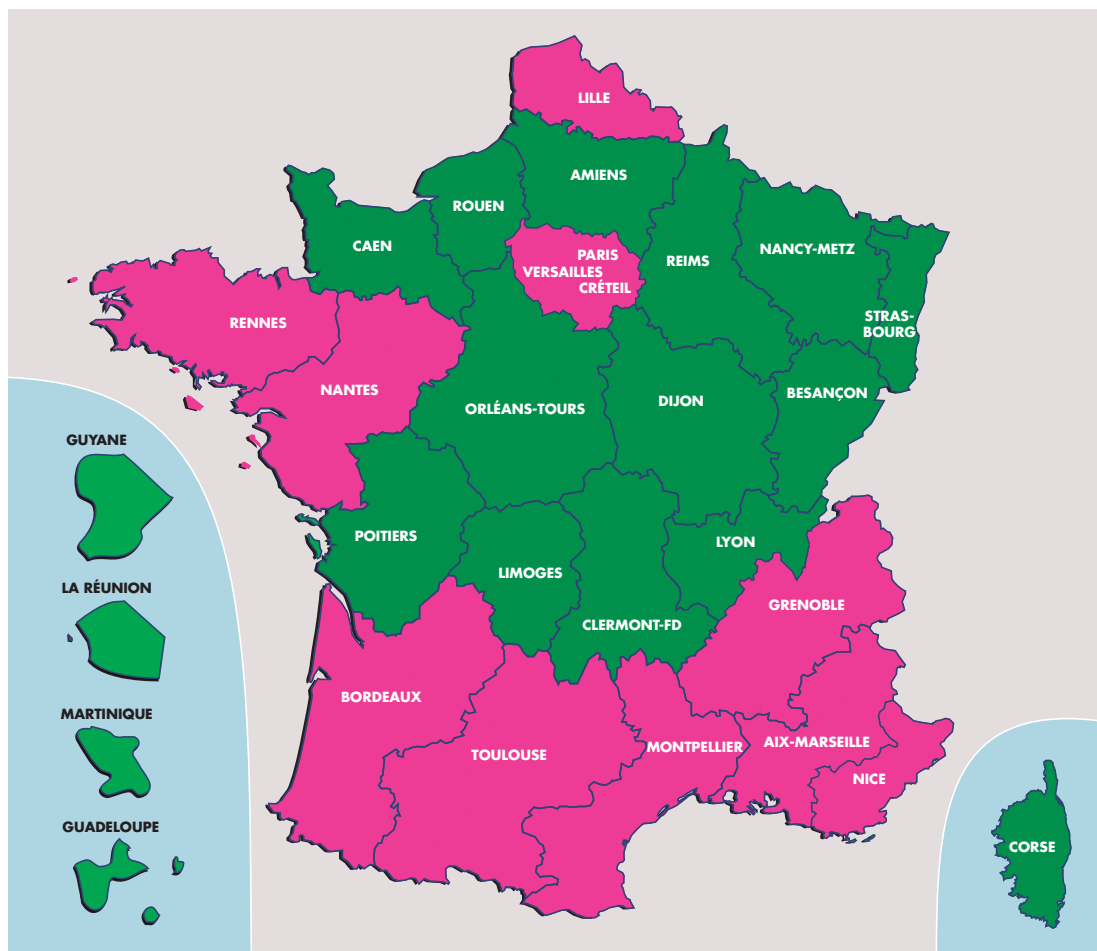 LILLE
AMIENS
ROUEN
CAEN
PARIS
VERSAILLES
CRÉTEIL
REIMS
NANCY-METZ
STRAS-
BOURG
RENNES
NANTES
ORLÉANS-TOURS
DIJON
BESANÇON
POITIERS
LIMOGES
CLERMONT-FD
LYON
GRENOBLE
BORDEAUX
TOULOUSE
MONTPELLIER
AIX-MARSEILLE
NICE
GUYANE
LA RÉUNION
MARTINIQUE
GUADELOUPE
CORSE